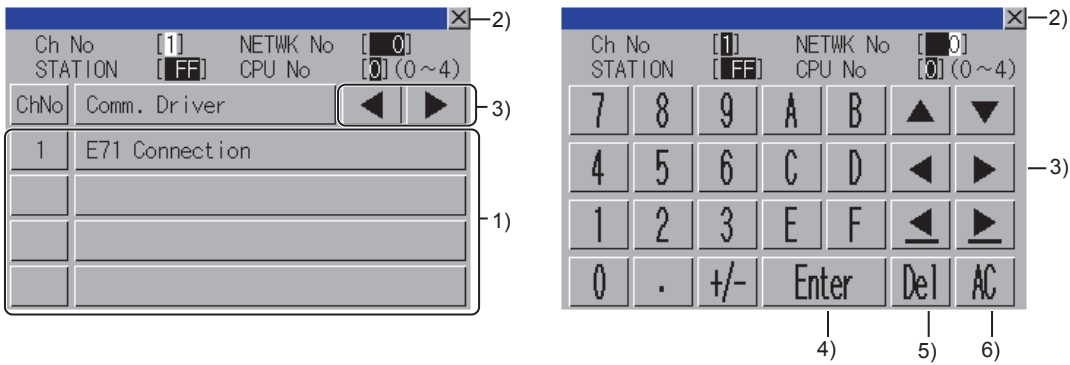 2)
Ch No [1] NETWK No [ 0]
STATION [ FF] CPU No [0](0~4)
ChNo Comm. Driver ◀ ▶
3)
1 E71 Connection
1)
2)
Ch No [1] NETWK No [ 0]
STATION [ FF] CPU No [0](0~4)
7 8 9 A B ▲ ▼
4 5 6 C D ◀ ▶
3)
1 2 3 E F ◀ ▶
0 . +/- Enter Del AC
4) 5) 6)